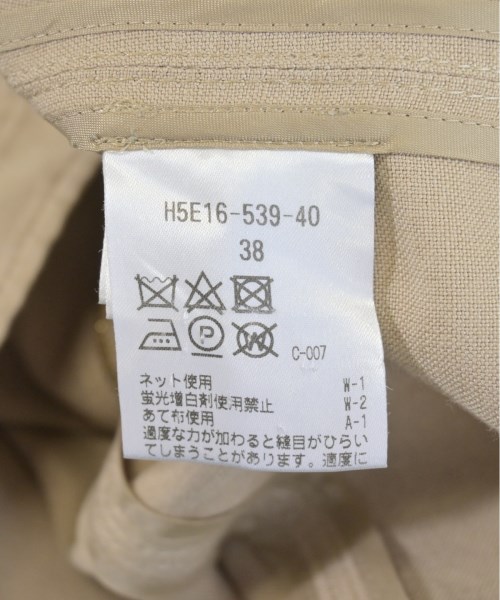 H5E16-539-40
38
P W C-007
ネット使用 W-1
蛍光増白剤使用禁止 W-2
あて布使用 A-1
過度な力が加わると縫目がひらい
てしまうことがあります。適度に